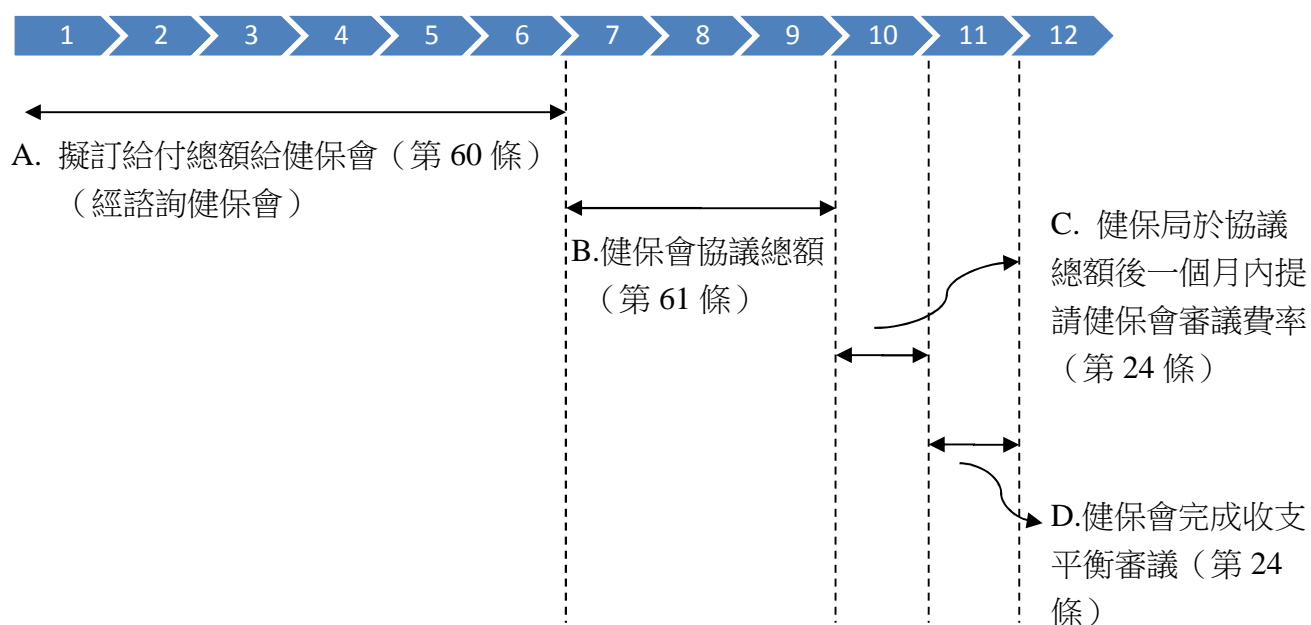 1 2 3 4 5 6 7 8 9 10 11 12
A. 擬訂給付總額給健保會（第 60 條）
（經諮詢健保會）
B.健保會協議總額
（第 61 條）
C. 健保局於協議
總額後一個月內提
請健保會審議費率
（第 24 條）
D.健保會完成收支
平衡審議（第 24
條）